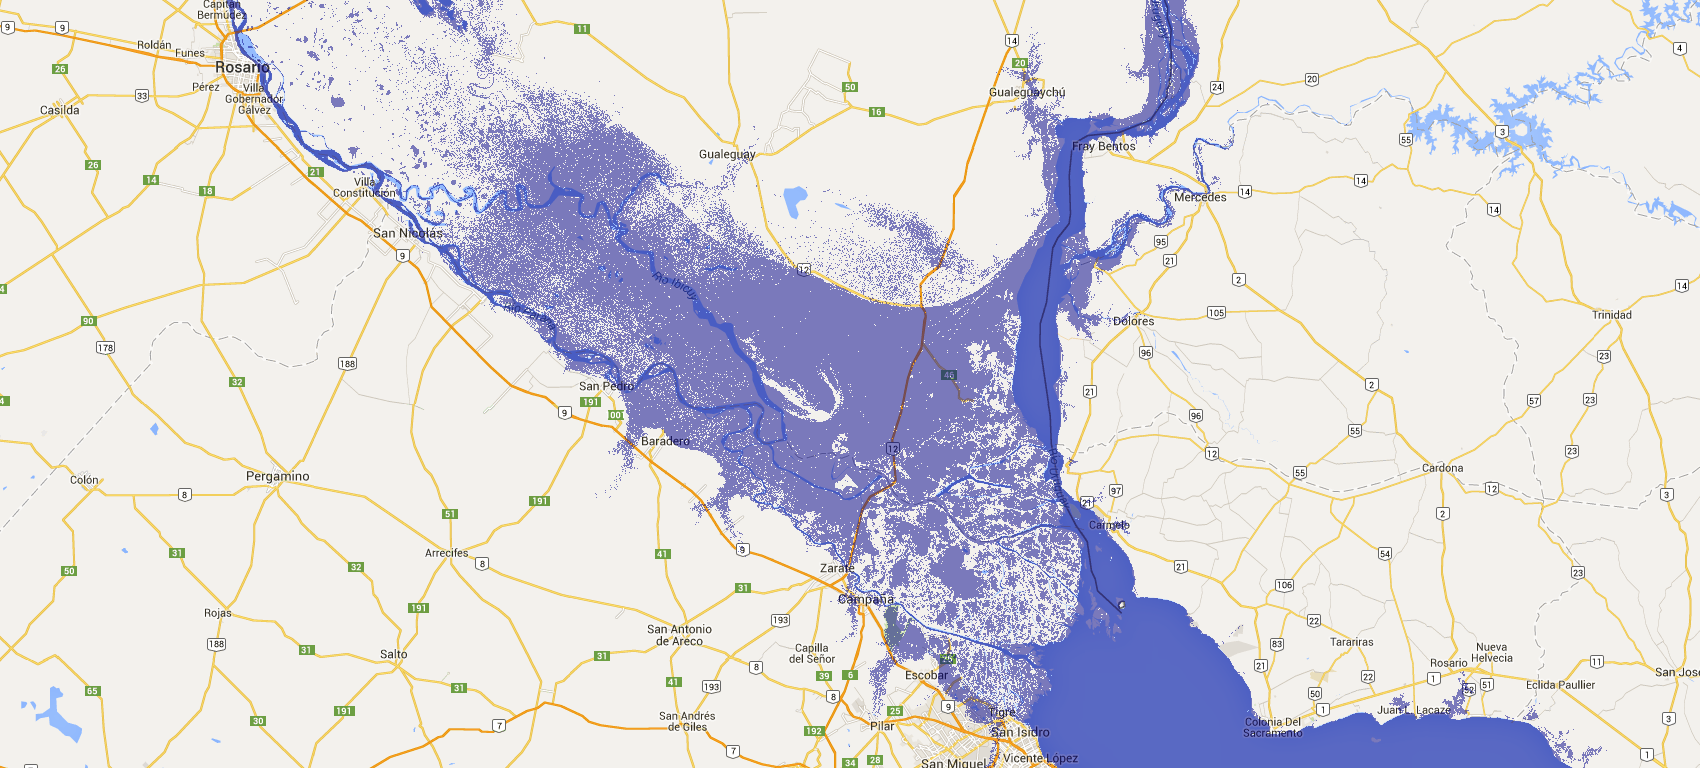 Capitán
Bermúdez
9
9
11
14
4
Roldán
Funes
Rosario
26
20
20
Pérez
Villa
Gobernador
Gálvez
33
50
Gualeguaychú
24
Casilda
16
3
55
Fray Bentos
Gualeguay
26
21
14
18
Villa
Constitución
14
14
Mercedes
14
San Nicolás
95
9
21
12
2
14
4
Río Ibicuy
90
105
Dolores
Trinidad
178
96
23
188
32
46
San Pedro
21
2
191
4
9
00
96
57
23
55
Baradero
12
12
23
Pergamino
Cardona
Colón
55
8
97
12
3
191
21
51
2
Carmelo
9
Arrecifes
31
41
8
54
50
32
Zarate
21
23
31
106
Campana
191
Rojas
193
22
188
San Antonio
de Areco
83
Tarariras
31
Capilla
del Señor
Nueva
Helvecia
Salto
31
26
Rosario
11
8
21
39
6
Escobar
22
1
51
52
Eclida Paullier
San José
41
193
31
65
8
50
9
1
Juan L. Lacaze
191
25
Tigre
30
San Andrés
de Giles
7
Pilar
Colonia Del
Sacramento
3
192
San Isidro
7
34
28
San Miguel
Vicente López
1